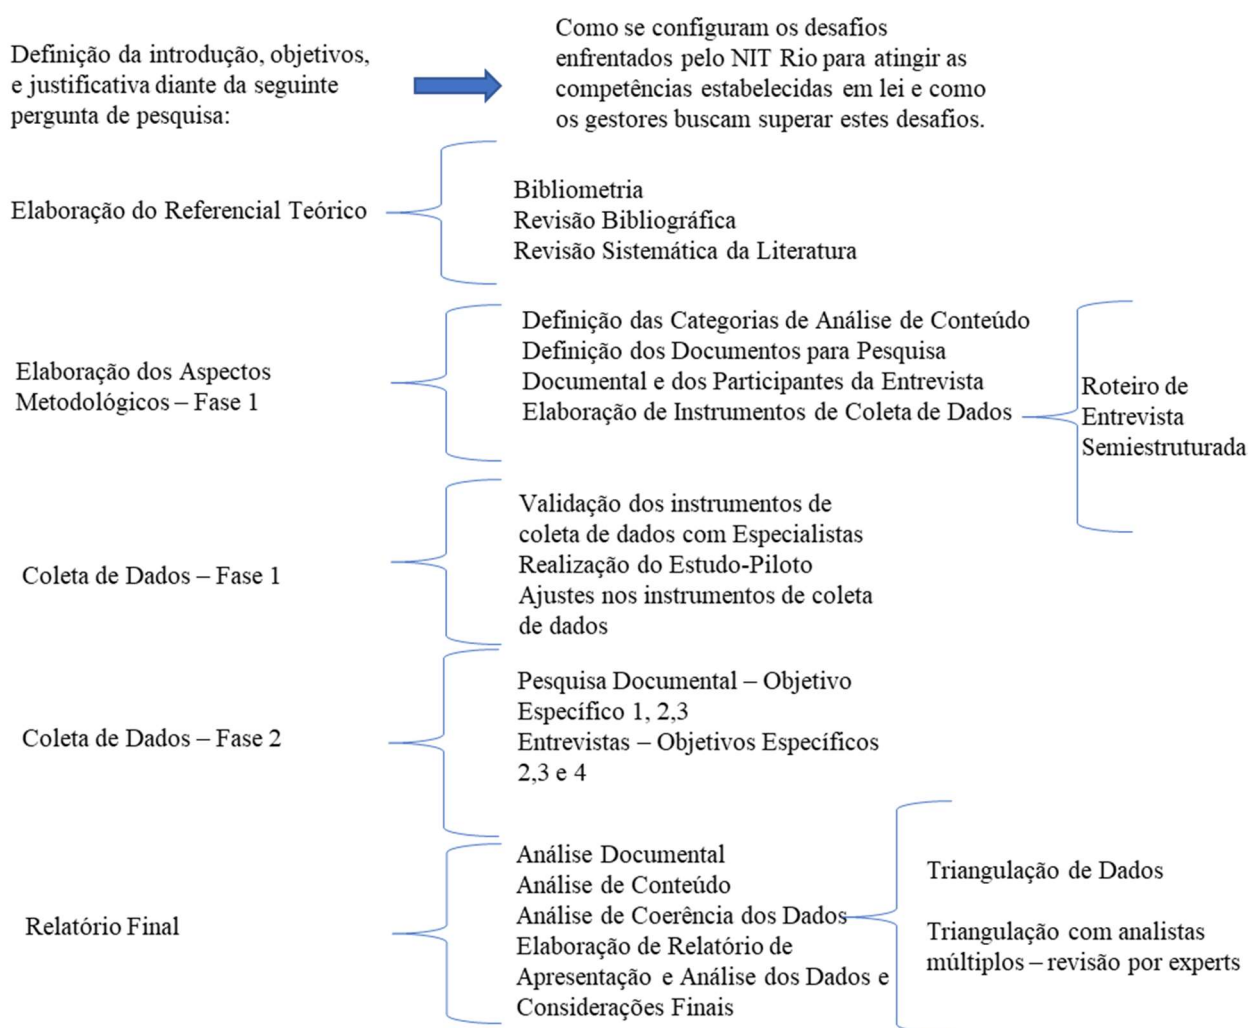 Definição da introdução, objetivos,
e justificativa diante da seguinte
pergunta de pesquisa:
Como se configuram os desafios
enfrentados pelo NIT Rio para atingir as
competências estabelecidas em lei e como
os gestores buscam superar estes desafios.
Elaboração do Referencial Teórico
Bibliometria
Revisão Bibliográfica
Revisão Sistemática da Literatura
Elaboração dos Aspectos
Metodológicos – Fase 1
Definição das Categorias de Análise de Conteúdo
Definição dos Documentos para Pesquisa
Documental e dos Participantes da Entrevista
Elaboração de Instrumentos de Coleta de Dados
Roteiro de
Entrevista
Semiestruturada
Coleta de Dados – Fase 1
Validação dos instrumentos de
coleta de dados com Especialistas
Realização do Estudo-Piloto
Ajustes nos instrumentos de coleta
de dados
Coleta de Dados – Fase 2
Pesquisa Documental – Objetivo
Específico 1, 2,3
Entrevistas – Objetivos Específicos
2,3 e 4
Relatório Final
Análise Documental
Análise de Conteúdo
Análise de Coerência dos Dados
Elaboração de Relatório de
Apresentação e Análise dos Dados e
Considerações Finais
Triangulação de Dados
Triangulação com analistas
múltiplos – revisão por experts